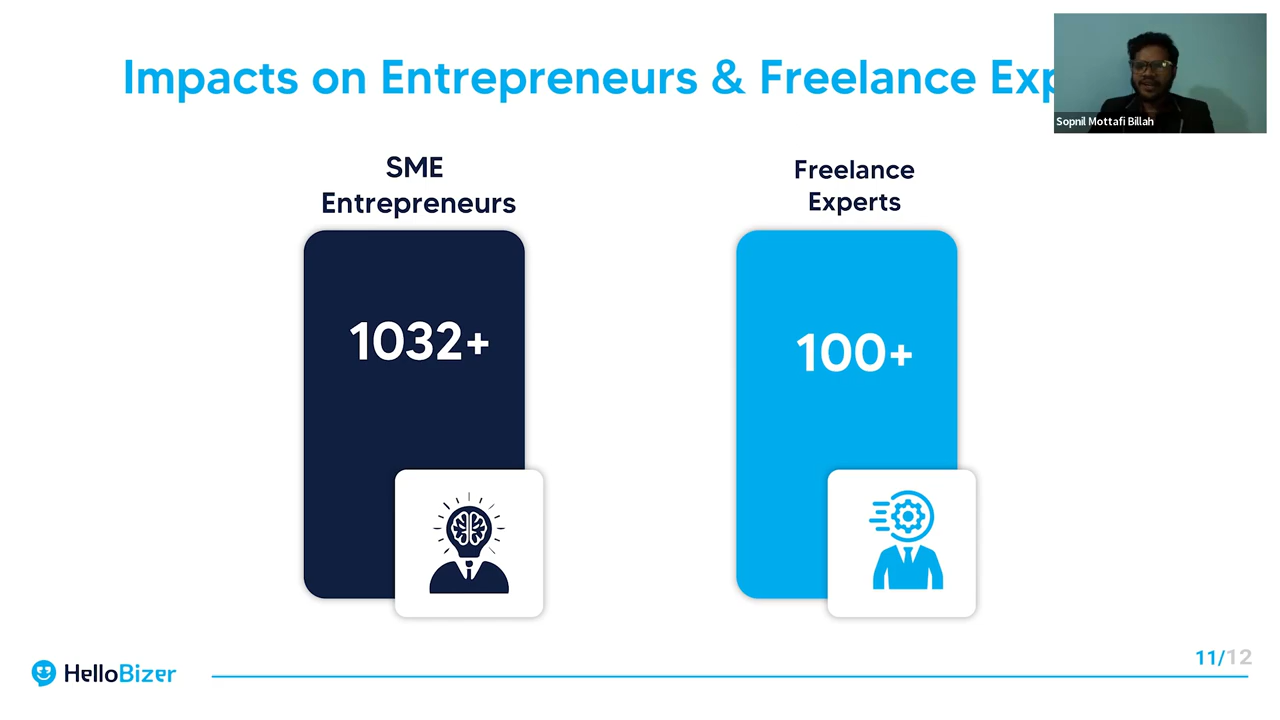 Impacts on Entrepreneurs & Freelance Exp
Sopnil Mottafi Billah
SME
Entrepreneurs
Freelance
Experts
1032+
100+
HelloBizer
11/12